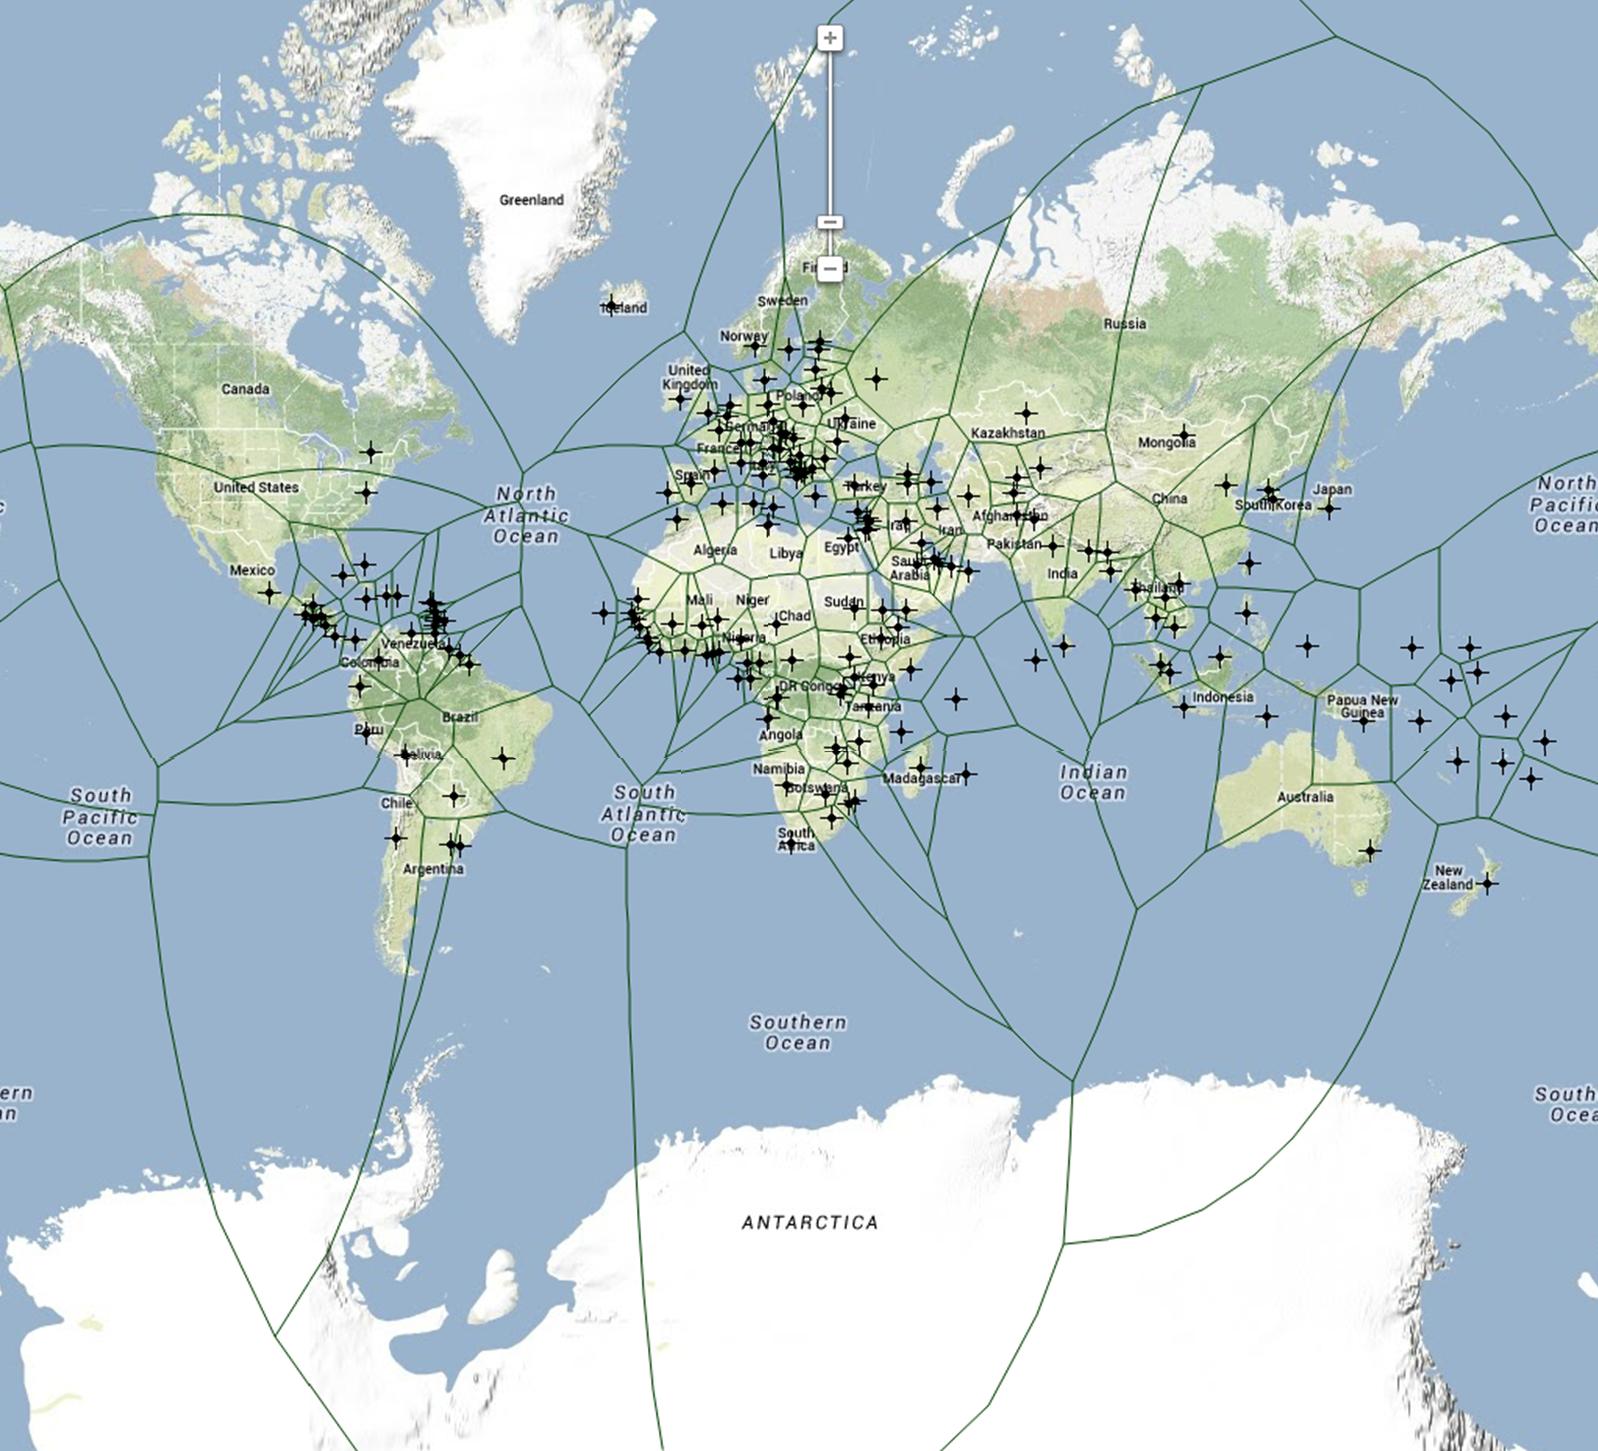 Greenland
Iceland
Finland
Sweden
Norway
Russia
United
Kingdom
Canada
Poland
Germany
Ukraine
Kazakhstan
Mongolia
France
Italy
Spain
Turkey
United States
North
Atlantic
Ocean
China
South Korea
Japan
North
Pacific
Ocean
Afghanistan
Iraq
Iran
Algeria
Libya
Egypt
Pakistan
Mexico
Saudi
Arabia
India
Thailand
Mali
Niger
Chad
Sudan
Nigeria
Ethiopia
Venezuela
Colombia
DR Congo
Kenya
Tanzania
Indonesia
Papua New
Guinea
Brazil
Peru
Angola
Bolivia
Namibia
Botswana
Madagascar
Indian
Ocean
Australia
South
Pacific
Ocean
Chile
South
Atlantic
Ocean
South
Africa
Argentina
New
Zealand
Southern
Ocean
ern
an
South
Ocea
ANTARCTICA